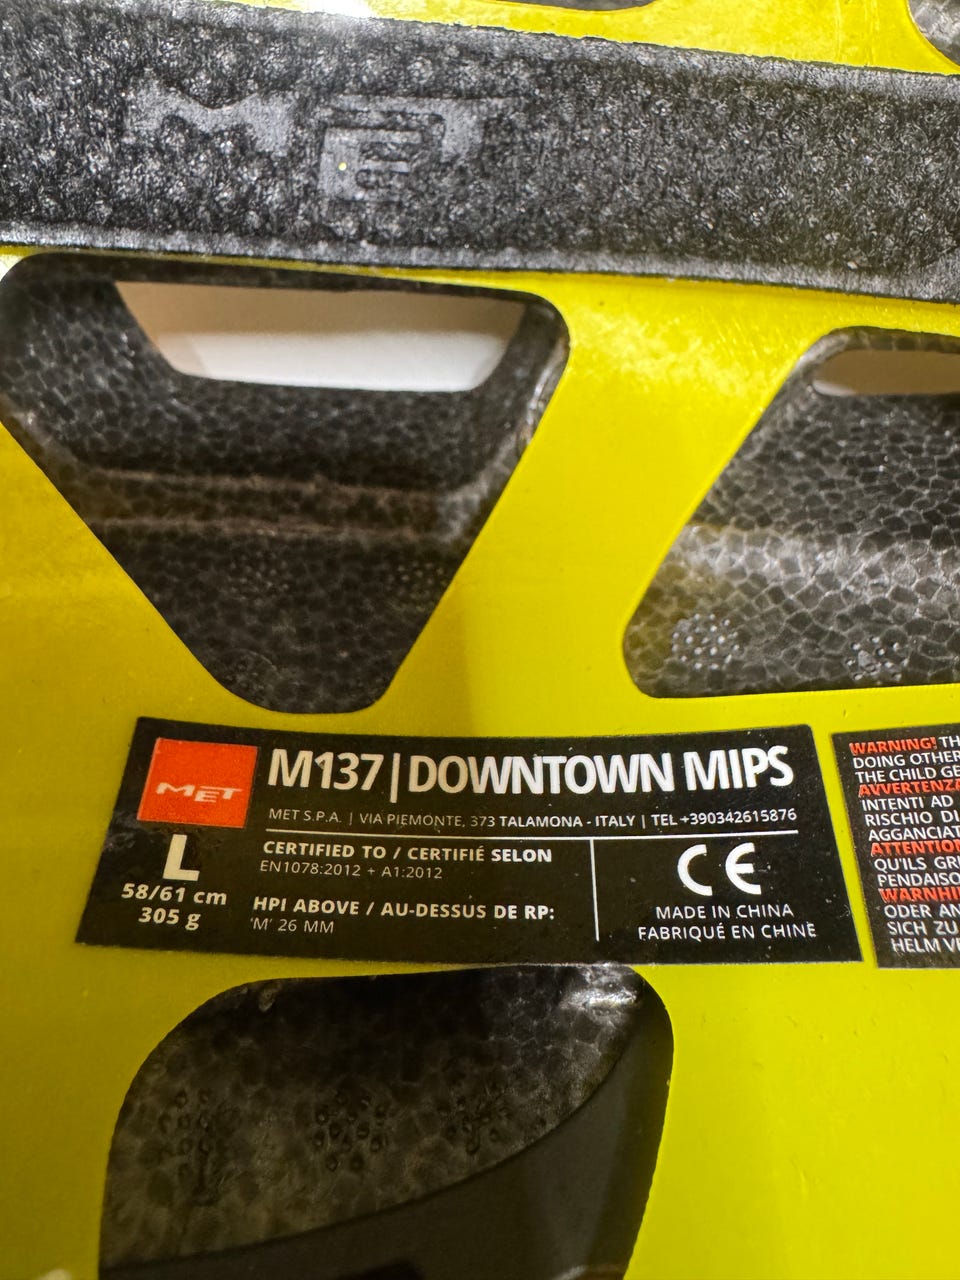 MET
MET
M137 | DOWNTOWN MIPS
MET S.P.A. | VIA PIEMONTE, 373 TALAMONA - ITALY | TEL +390342615876
L
58/61 cm
305 g
CERTIFIED TO / CERTIFIÉ SELON
EN1078:2012 + A1:2012
HPI ABOVE / AU-DESSUS DE RP:
'M' 26 MM
CE
MADE IN CHINA
FABRIQUÉ EN CHINE
WARNING! TH
DOING OTHER
THE CHILD GE
AVVERTENZA
INTENTI AD
RISCHIO DI
AGGANCIAT
ATTENTION
QU'ILS GRI
PENDAISO
WARNHI
ODER AN
SICH ZU
HELM VE